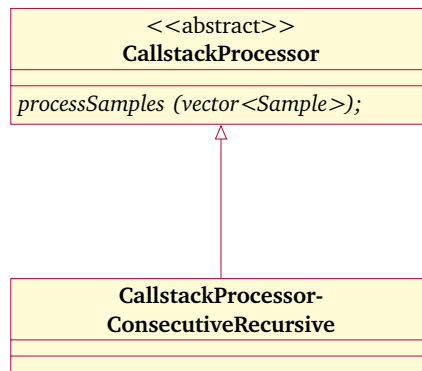 <<abstract>>
CallstackProcessor
processSamples (vector<Sample>);
CallstackProcessor-
ConsecutiveRecursive